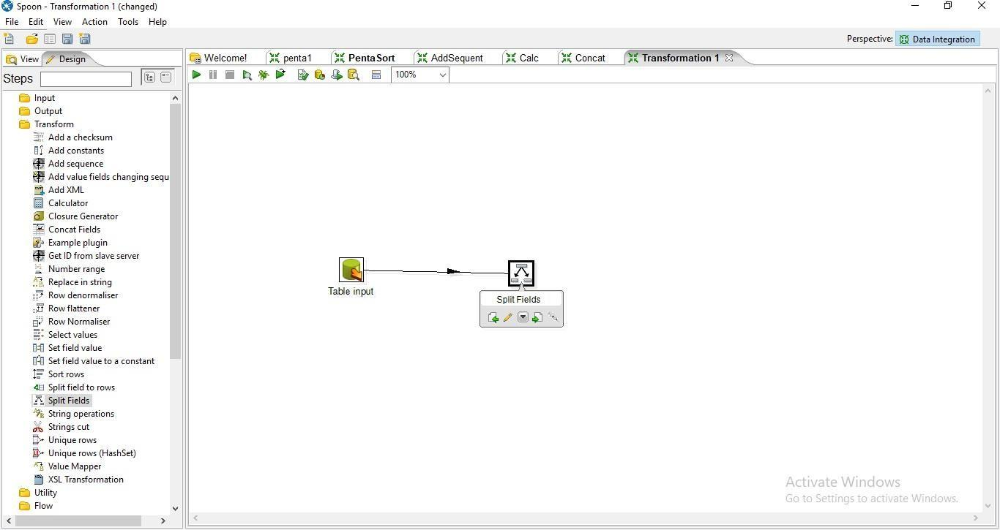 Spoon - Transformation 1 (changed)
File Edit View Action Tools Help
Perspective: Data Integration
View Design
Welcome! penta1 PentaSort AddSequent Calc Concat Transformation 1
Steps
100%
Input
Output
Transform
Add a checksum
Add constants
Add sequence
Add value fields changing sequ
Add XML
Calculator
Closure Generator
Concat Fields
Example plugin
Get ID from slave server
Number range
Replace in string
Row denormaliser
Row flattener
Row Normaliser
Select values
Set field value
Set field value to a constant
Sort rows
Split field to rows
Split Fields
String operations
Strings cut
Unique rows
Unique rows (HashSet)
Value Mapper
XSL Transformation
Utility
Flow
Table input
Split Fields
Activate Windows
Go to Settings to activate Windows.